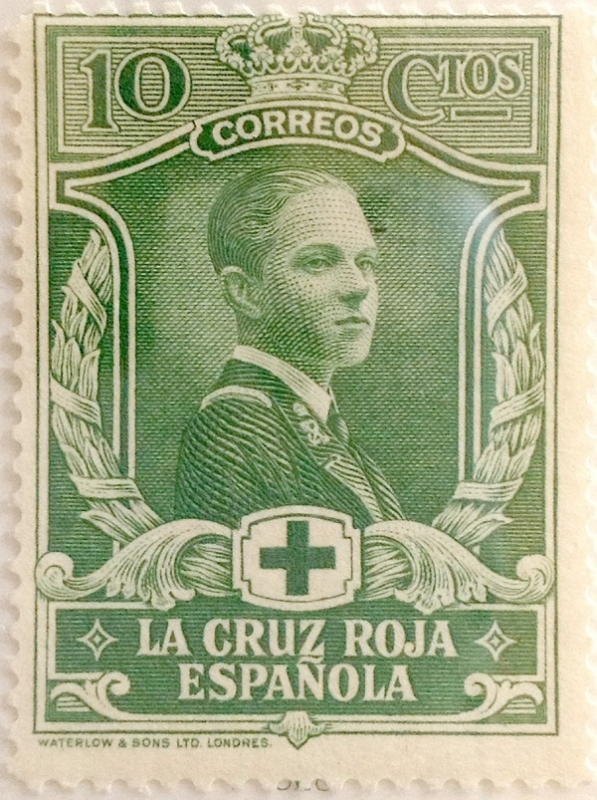 10 CTOS
CORREOS
LA CRUZ ROJA
ESPAÑOLA
WATERLOW & SONS LTD. LONDRES.